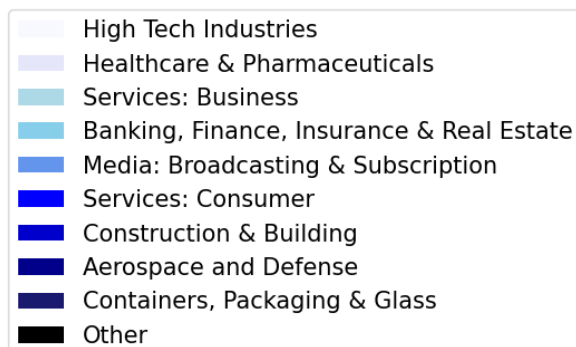 High Tech Industries
Healthcare & Pharmaceuticals
Services: Business
Banking, Finance, Insurance & Real Estate
Media: Broadcasting & Subscription
Services: Consumer
Construction & Building
Aerospace and Defense
Containers, Packaging & Glass
Other